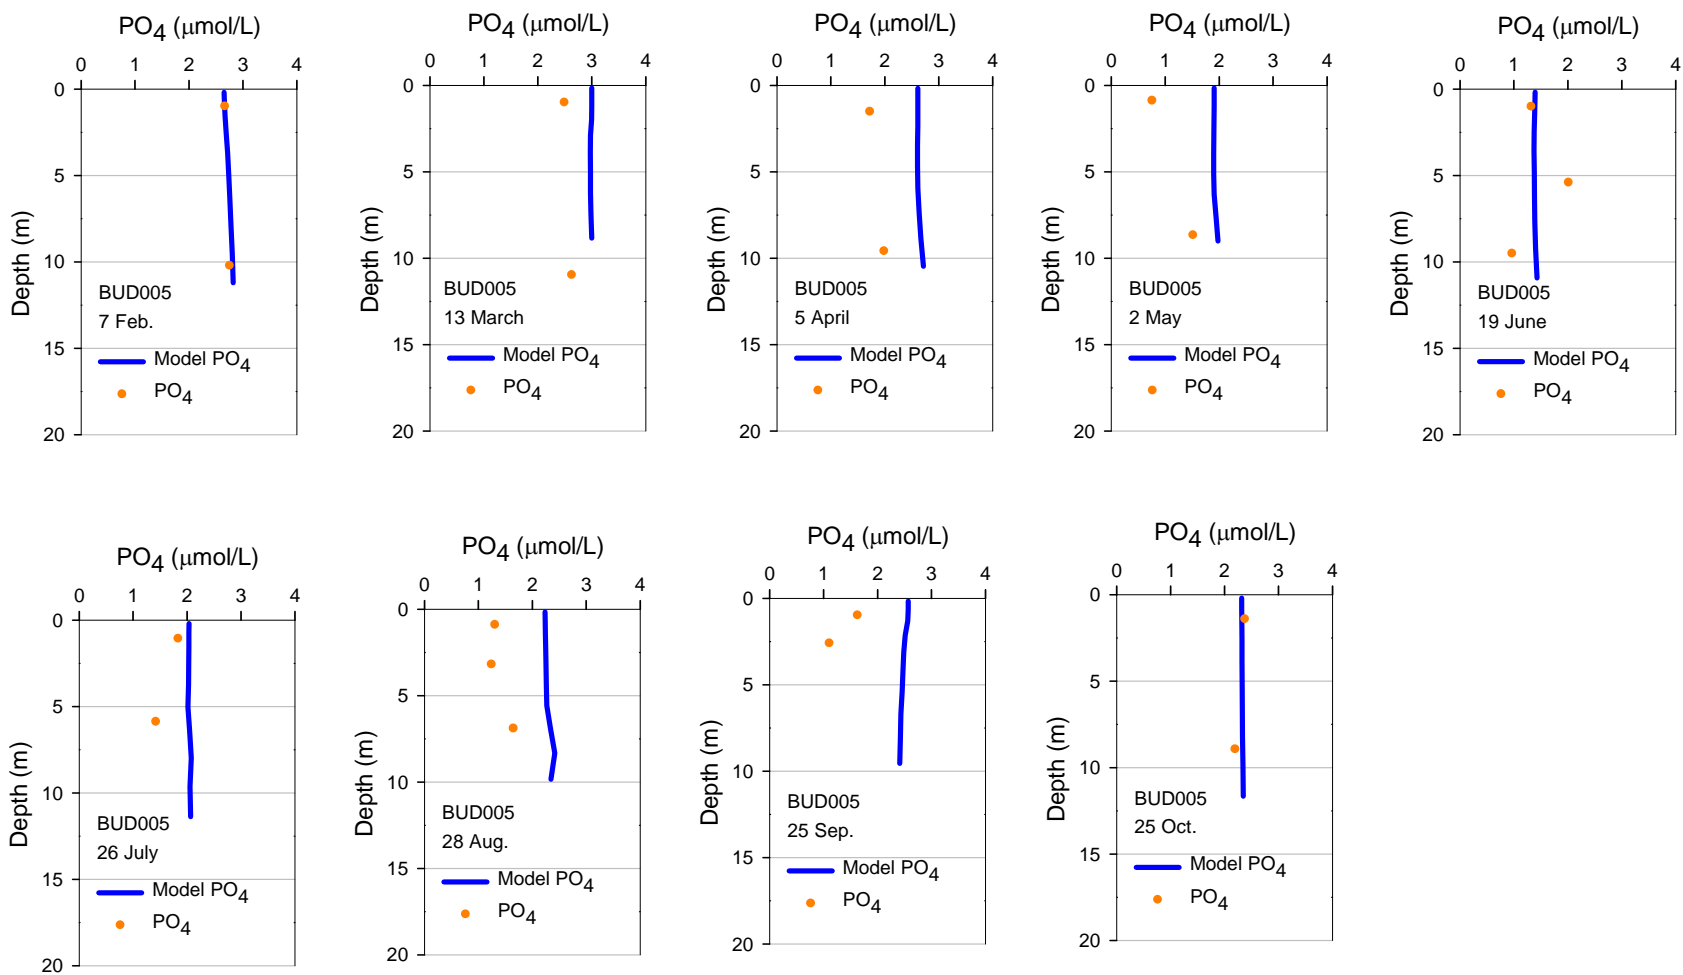 PO4 (μmol/L)
0 1 2 3 4
0
5
10
15
20
Depth (m)
BUD005
7 Feb.
Model PO4
PO4
PO4 (μmol/L)
0 1 2 3 4
0
5
10
15
20
Depth (m)
BUD005
13 March
Model PO4
PO4
PO4 (μmol/L)
0 1 2 3 4
0
5
10
15
20
Depth (m)
BUD005
5 April
Model PO4
PO4
PO4 (μmol/L)
0 1 2 3 4
0
5
10
15
20
Depth (m)
BUD005
2 May
Model PO4
PO4
PO4 (μmol/L)
0 1 2 3 4
0
5
10
15
20
Depth (m)
BUD005
19 June
Model PO4
PO4
PO4 (μmol/L)
0 1 2 3 4
0
5
10
15
20
Depth (m)
BUD005
26 July
Model PO4
PO4
PO4 (μmol/L)
0 1 2 3 4
0
5
10
15
20
Depth (m)
BUD005
28 Aug.
Model PO4
PO4
PO4 (μmol/L)
0 1 2 3 4
0
5
10
15
20
Depth (m)
BUD005
25 Sep.
Model PO4
PO4
PO4 (μmol/L)
0 1 2 3 4
0
5
10
15
20
Depth (m)
BUD005
25 Oct.
Model PO4
PO4